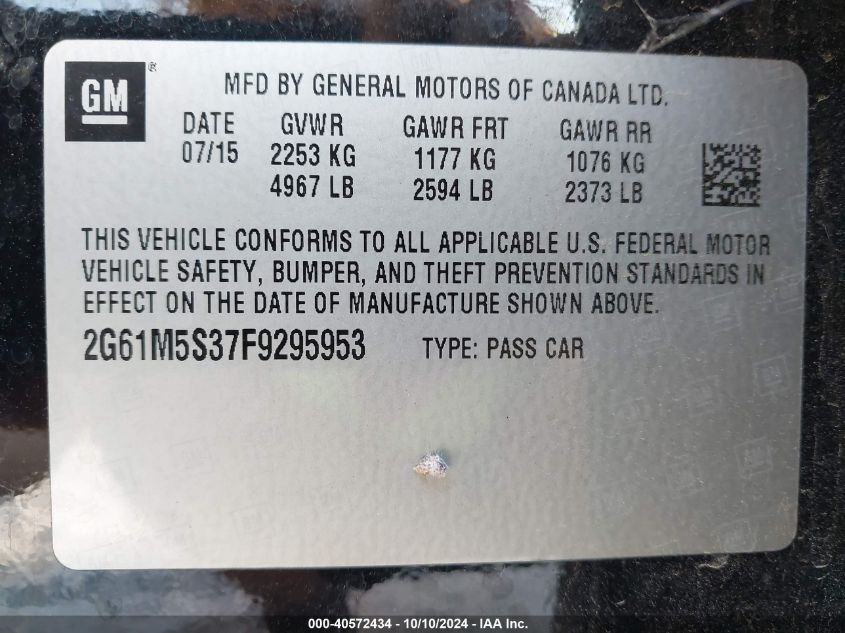 GM®
MFD BY GENERAL MOTORS OF CANADA LTD.
DATE GVWR GAWR FRT GAWR RR
07/15 2253 KG 1177 KG 1076 KG
4967 LB 2594 LB 2373 LB
THIS VEHICLE CONFORMS TO ALL APPLICABLE U.S. FEDERAL MOTOR
VEHICLE SAFETY, BUMPER, AND THEFT PREVENTION STANDARDS IN
EFFECT ON THE DATE OF MANUFACTURE SHOWN ABOVE.
2G61M5S37F9295953 TYPE: PASS CAR
000-40572434 - 10/10/2024 - IAA Inc.